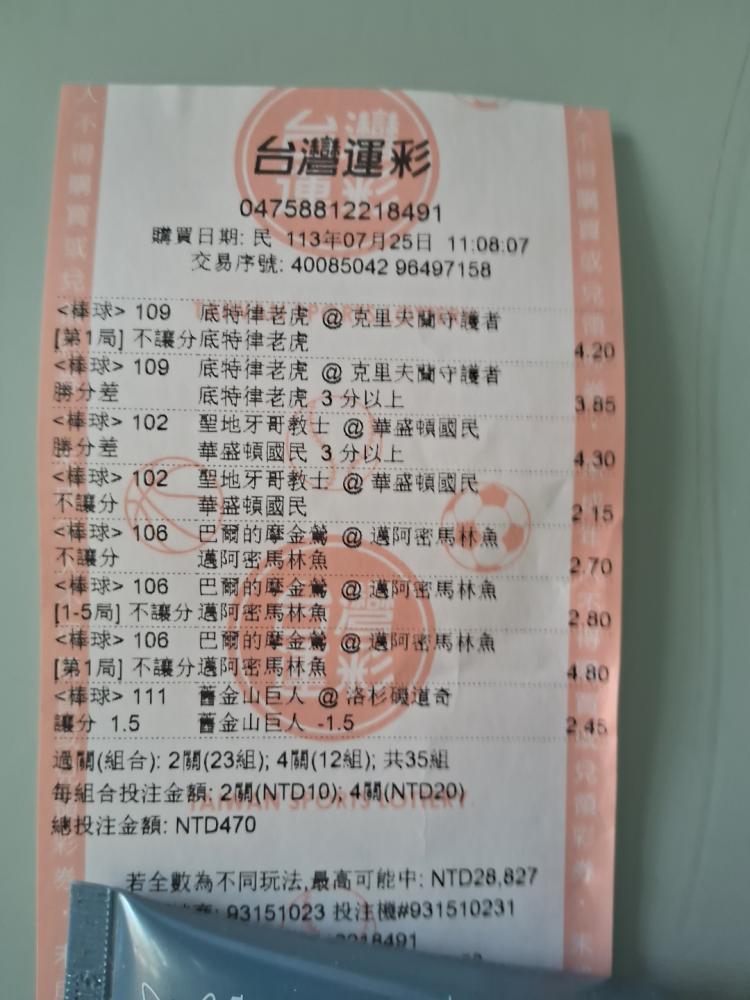 台灣運彩
04758812218491
購買日期: 民 113年07月25日 11:08:07
交易序號: 40085042 96497158
<棒球> 109 底特律老虎 @ 克里夫蘭守護者
[第1局] 不讓分底特律老虎 4.20
<棒球> 109 底特律老虎 @ 克里夫蘭守護者
勝分差 底特律老虎 3 分以上 3.85
<棒球> 102 聖地牙哥教士 @ 華盛頓國民
勝分差 華盛頓國民 3 分以上 4.30
<棒球> 102 聖地牙哥教士 @ 華盛頓國民
不讓分 華盛頓國民 2.15
<棒球> 106 巴爾的摩金鶯 @ 邁阿密馬林魚
不讓分 邁阿密馬林魚 2.70
<棒球> 106 巴爾的摩金鶯 @ 邁阿密馬林魚
[1-5局] 不讓分邁阿密馬林魚 2.80
<棒球> 106 巴爾的摩金鶯 @ 邁阿密馬林魚
[第1局] 不讓分邁阿密馬林魚 4.80
<棒球> 111 舊金山巨人 @ 洛杉磯道奇
讓分 1.5 舊金山巨人 -1.5 2.45
過關(組合): 2關(23組); 4關(12組); 共35組
每組合投注金額: 2關(NTD10); 4關(NTD20)
TAIWAN SPORTS LOTTERY
總投注金額: NTD470
若全數為不同玩法,最高可能中: NTD28,827
: 93151023 投注機#931510231
2218491